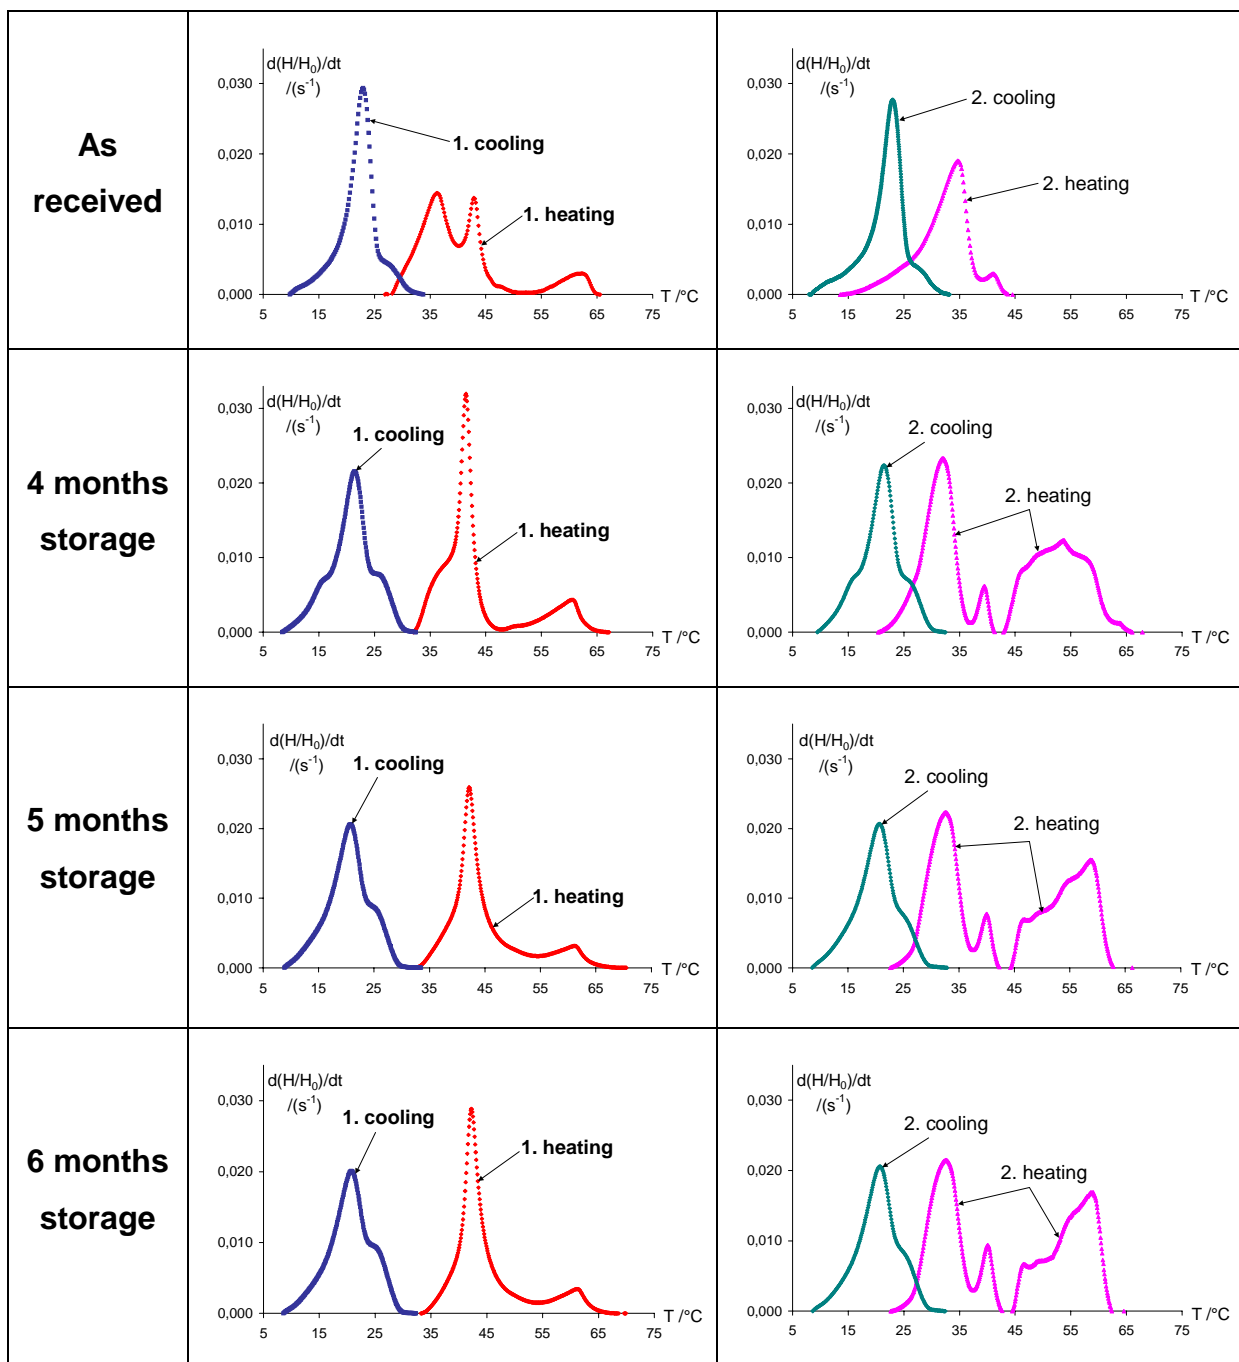 As
received
d(H/H₀)/dt
/(s⁻¹)
0,030
0,020
0,010
0,000
1. cooling
1. heating
T /°C
5 15 25 35 45 55 65 75
d(H/H₀)/dt
/(s⁻¹)
0,030
0,020
0,010
0,000
2. cooling
2. heating
T /°C
5 15 25 35 45 55 65 75
4 months
storage
d(H/H₀)/dt
/(s⁻¹)
0,030
0,020
0,010
0,000
1. cooling
1. heating
T /°C
5 15 25 35 45 55 65 75
d(H/H₀)/dt
/(s⁻¹)
0,030
0,020
0,010
0,000
2. cooling
2. heating
T /°C
5 15 25 35 45 55 65 75
5 months
storage
d(H/H₀)/dt
/(s⁻¹)
0,030
0,020
0,010
0,000
1. cooling
1. heating
T /°C
5 15 25 35 45 55 65 75
d(H/H₀)/dt
/(s⁻¹)
0,030
0,020
0,010
0,000
2. cooling
2. heating
T /°C
5 15 25 35 45 55 65 75
6 months
storage
d(H/H₀)/dt
/(s⁻¹)
0,030
0,020
0,010
0,000
1. cooling
1. heating
T /°C
5 15 25 35 45 55 65 75
d(H/H₀)/dt
/(s⁻¹)
0,030
0,020
0,010
0,000
2. cooling
2. heating
T /°C
5 15 25 35 45 55 65 75